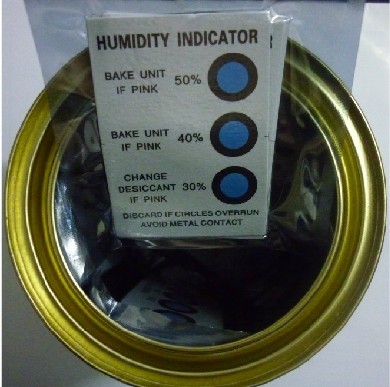 HUMIDITY INDICATOR
BAKE UNIT 50%
IF PINK
BAKE UNIT 40%
IF PINK
CHANGE
DESICCANT 30%
IF PINK
DISCARD IF CIRCLES OVERRUN
AVOID METAL CONTACT